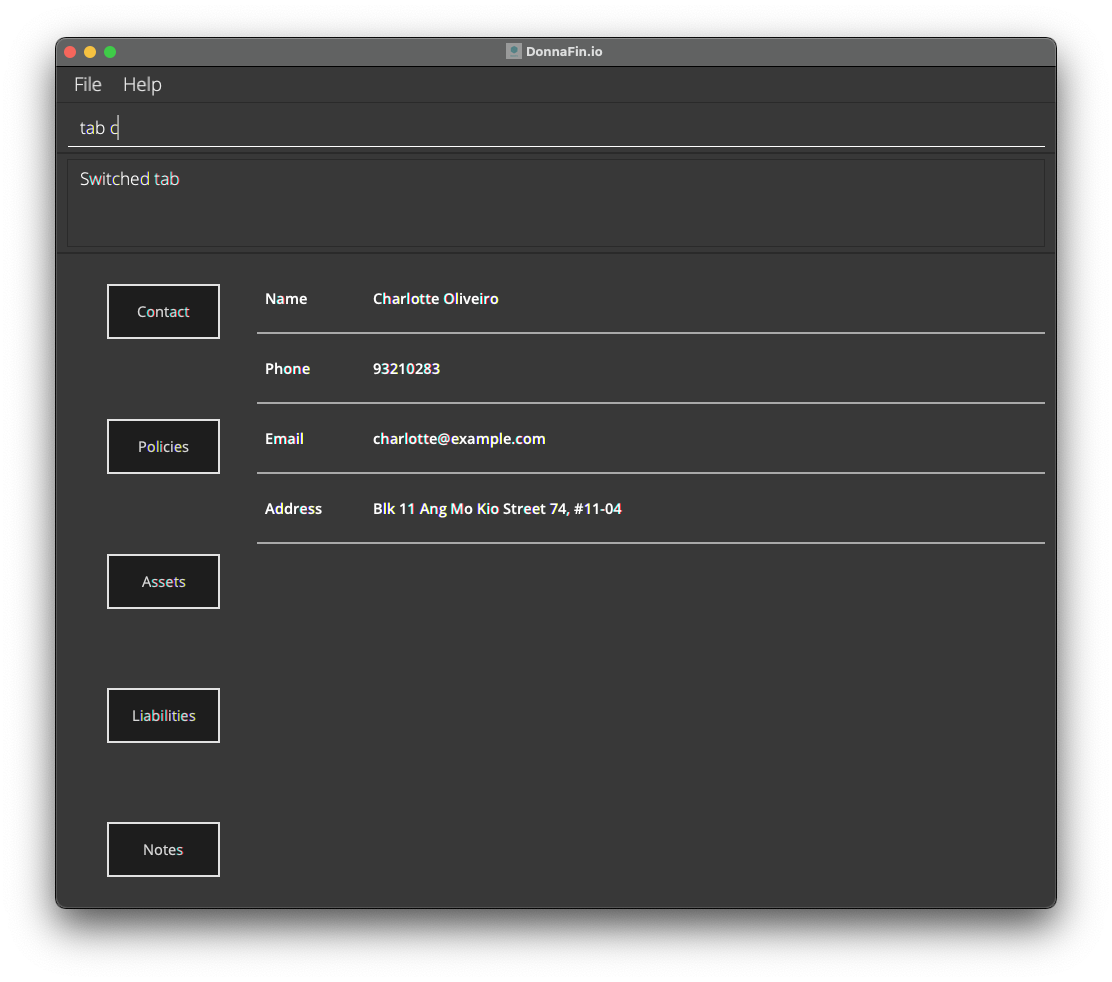 DonnaFin.io
File Help
tab c
Switched tab
Contact
Name Charlotte Oliveiro
Phone 93210283
Policies
Email charlotte@example.com
Address Blk 11 Ang Mo Kio Street 74, #11-04
Assets
Liabilities
Notes